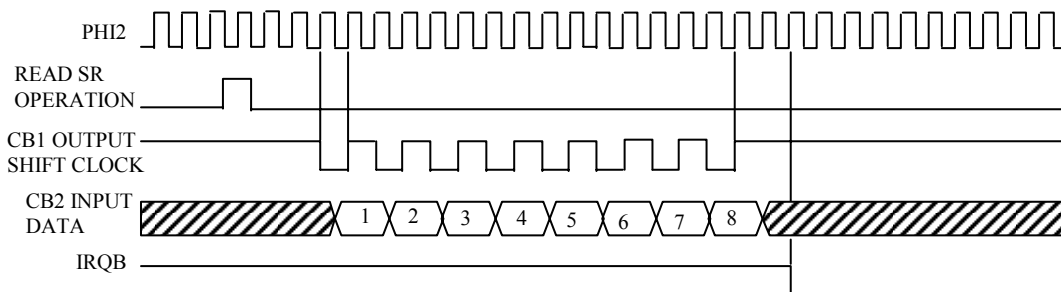 PHI2
READ SR
OPERATION
CB1 OUTPUT
SHIFT CLOCK
CB2 INPUT
DATA
1 2 3 4 5 6 7 8
IRQB